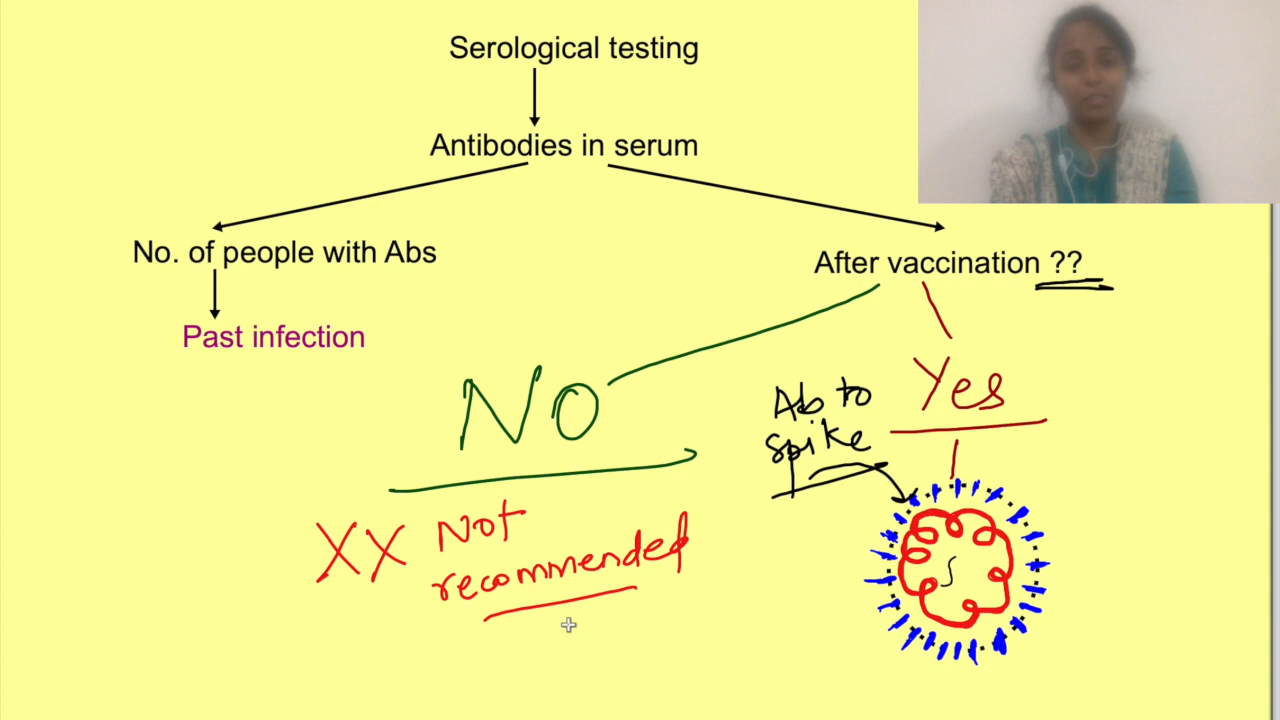 Serological testing
Antibodies in serum
No. of people with Abs
After vaccination ??
Past infection
No
Yes
Ab to
spike
XX Not
recommended
S